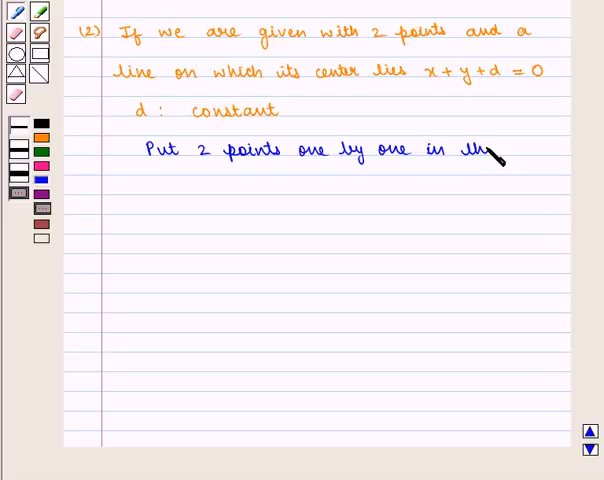 (2) If we are given with 2 points and a
line on which its center lies x + y + d = 0
d : constant
Put 2 points one by one in th